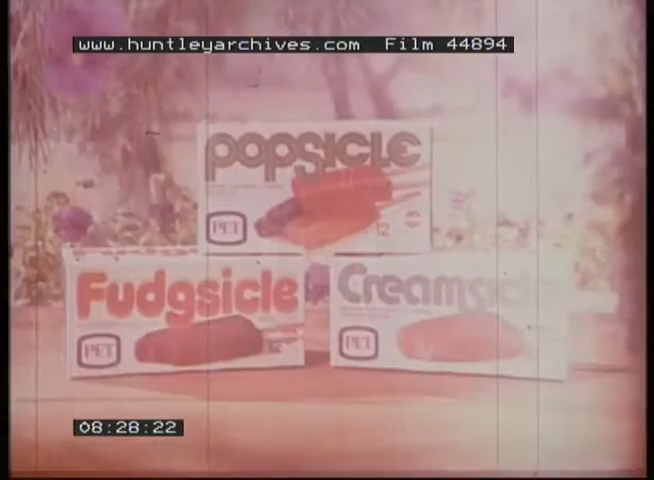 www.huntleyarchives.com Film 44894
POPSICLE
PET
12
Fudgsicle
Creamsicle
PET
12
PET
08:28:22